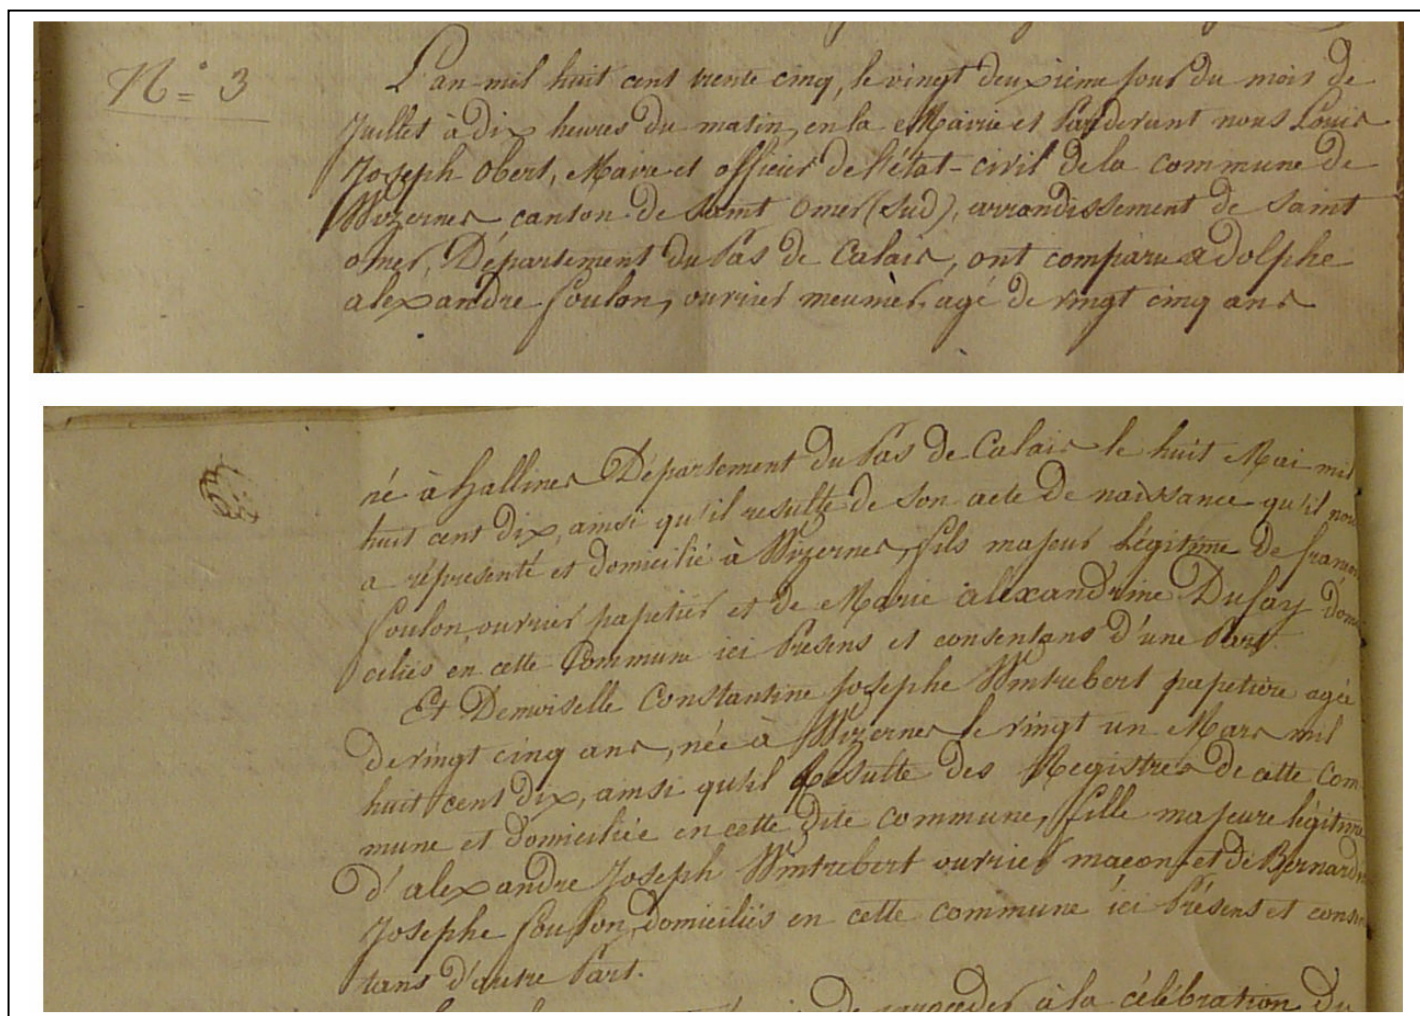 N.° 3
L'an mil huit cent trente cinq, le vingt deuxième jour du mois de
Juillet à dix heures du matin, en la Mairie et Pardevant nous Louis
Joseph Obert, Maire et officier de l'état-civil de la commune de
Wizernes canton de Saint Omer (Sud), arrondissement de Saint
omer, Département du Pas de Calais, ont comparu adolphe
alexandre foulon, ouvrier meunier, agé de vingt cinq ans
né à hallines Département du Pas de Calais le huit Mai mil
huit cent dix, ainsi qu'il resulte de son acte de naissance qu'il nous
a réprésenté et domicilié à Wizernes, fils majeur légitime de
foulon, ouvrier papetier et de Marie alexandrine Dufay domi
ciliés en cette Commune ici Présens et consentans d'une Part.
Et Demoiselle Constantine Josephe Wintrebert papetière agée
de vingt cinq ans, née à Wizernes le vingt un Mars mil
huit cent dix, ainsi qu'il Résulte des Registres de cette Com
mune et domiciliée en cette dite commune, fille majeure légitime
d'alexandre Joseph Wintrebert ouvrier maçon et de Bernardi
Josephe foulon, domiciliés en cette commune ici Présens et consen
tans d'autre Part.
de proceder à la célébration du